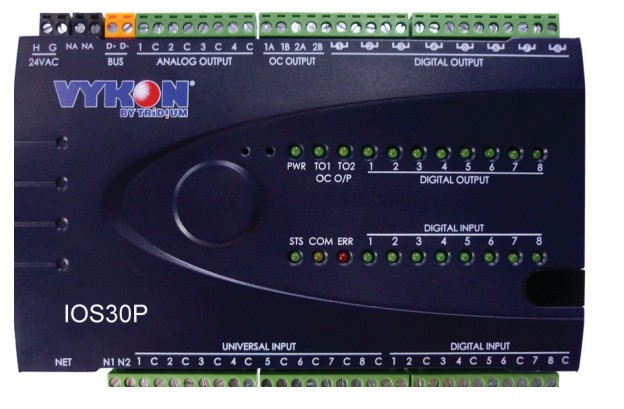 H G NA NA D+ D- 1 C 2 C 3 C 4 C 1A 1B 2A 2B
24VAC BUS ANALOG OUTPUT OC OUTPUT DIGITAL OUTPUT
VYKON®
BY TRIDIUM
PWR TO1 TO2 1 2 3 4 5 6 7 8
OC O/P DIGITAL OUTPUT
DIGITAL INPUT
STS COM ERR 1 2 3 4 5 6 7 8
IOS30P
UNIVERSAL INPUT DIGITAL INPUT
NET N1 N2 1 C 2 C 3 C 4 C 5 C 6 C 7 C 8 C 1 2 C 3 4 C 5 6 C 7 8 C